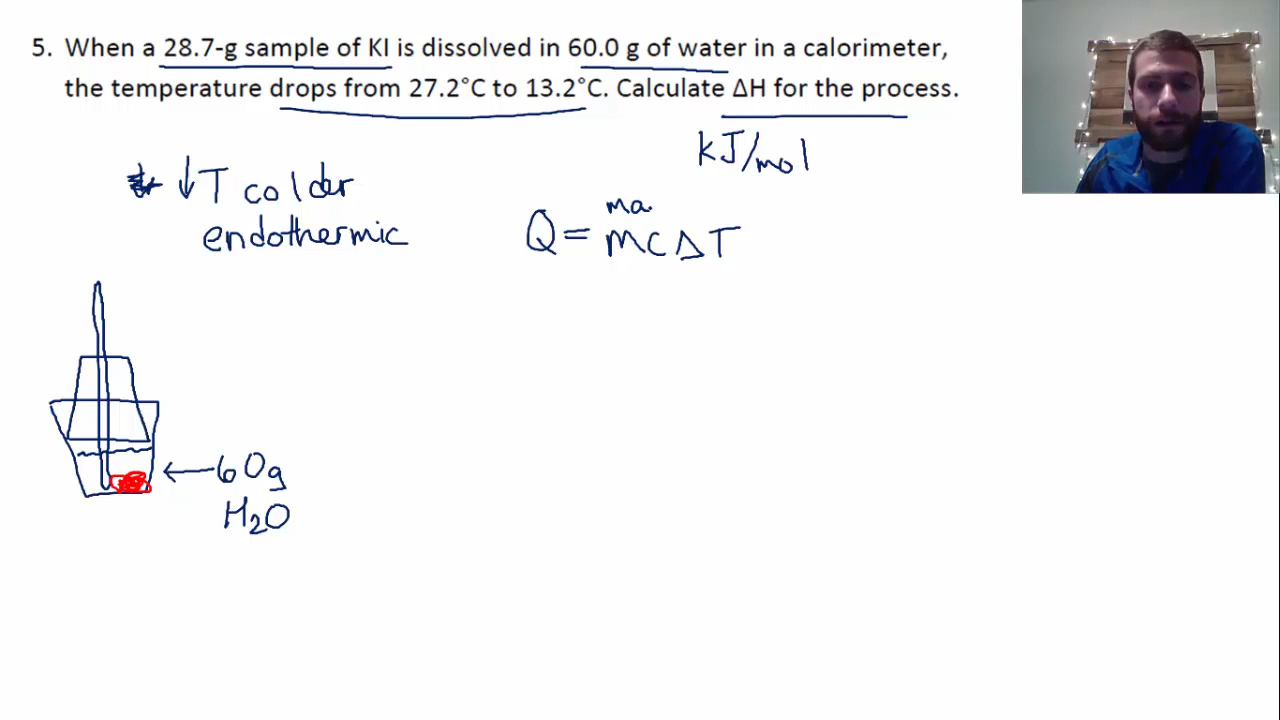 5. When a 28.7-g sample of KI is dissolved in 60.0 g of water in a calorimeter,
the temperature drops from 27.2°C to 13.2°C. Calculate ΔH for the process.
kJ/mol
↓T colder
endothermic
ma.
Q = mCΔT
←60g
H₂O